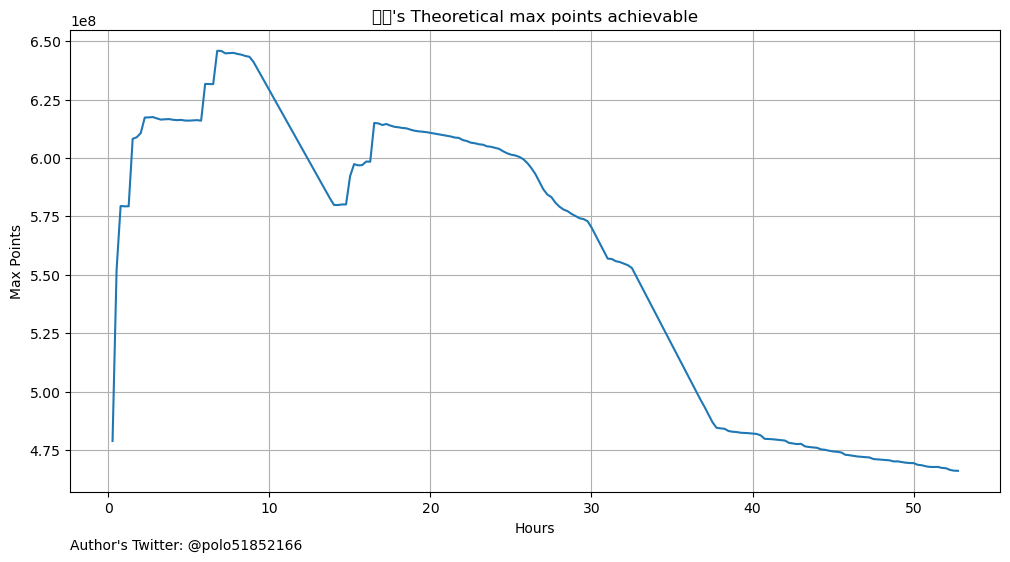 1e8
's Theoretical max points achievable
6.50
6.25
6.00
5.75
5.50
5.25
5.00
4.75
Max Points
0 10 20 30 40 50
Hours
Author's Twitter: @polo51852166